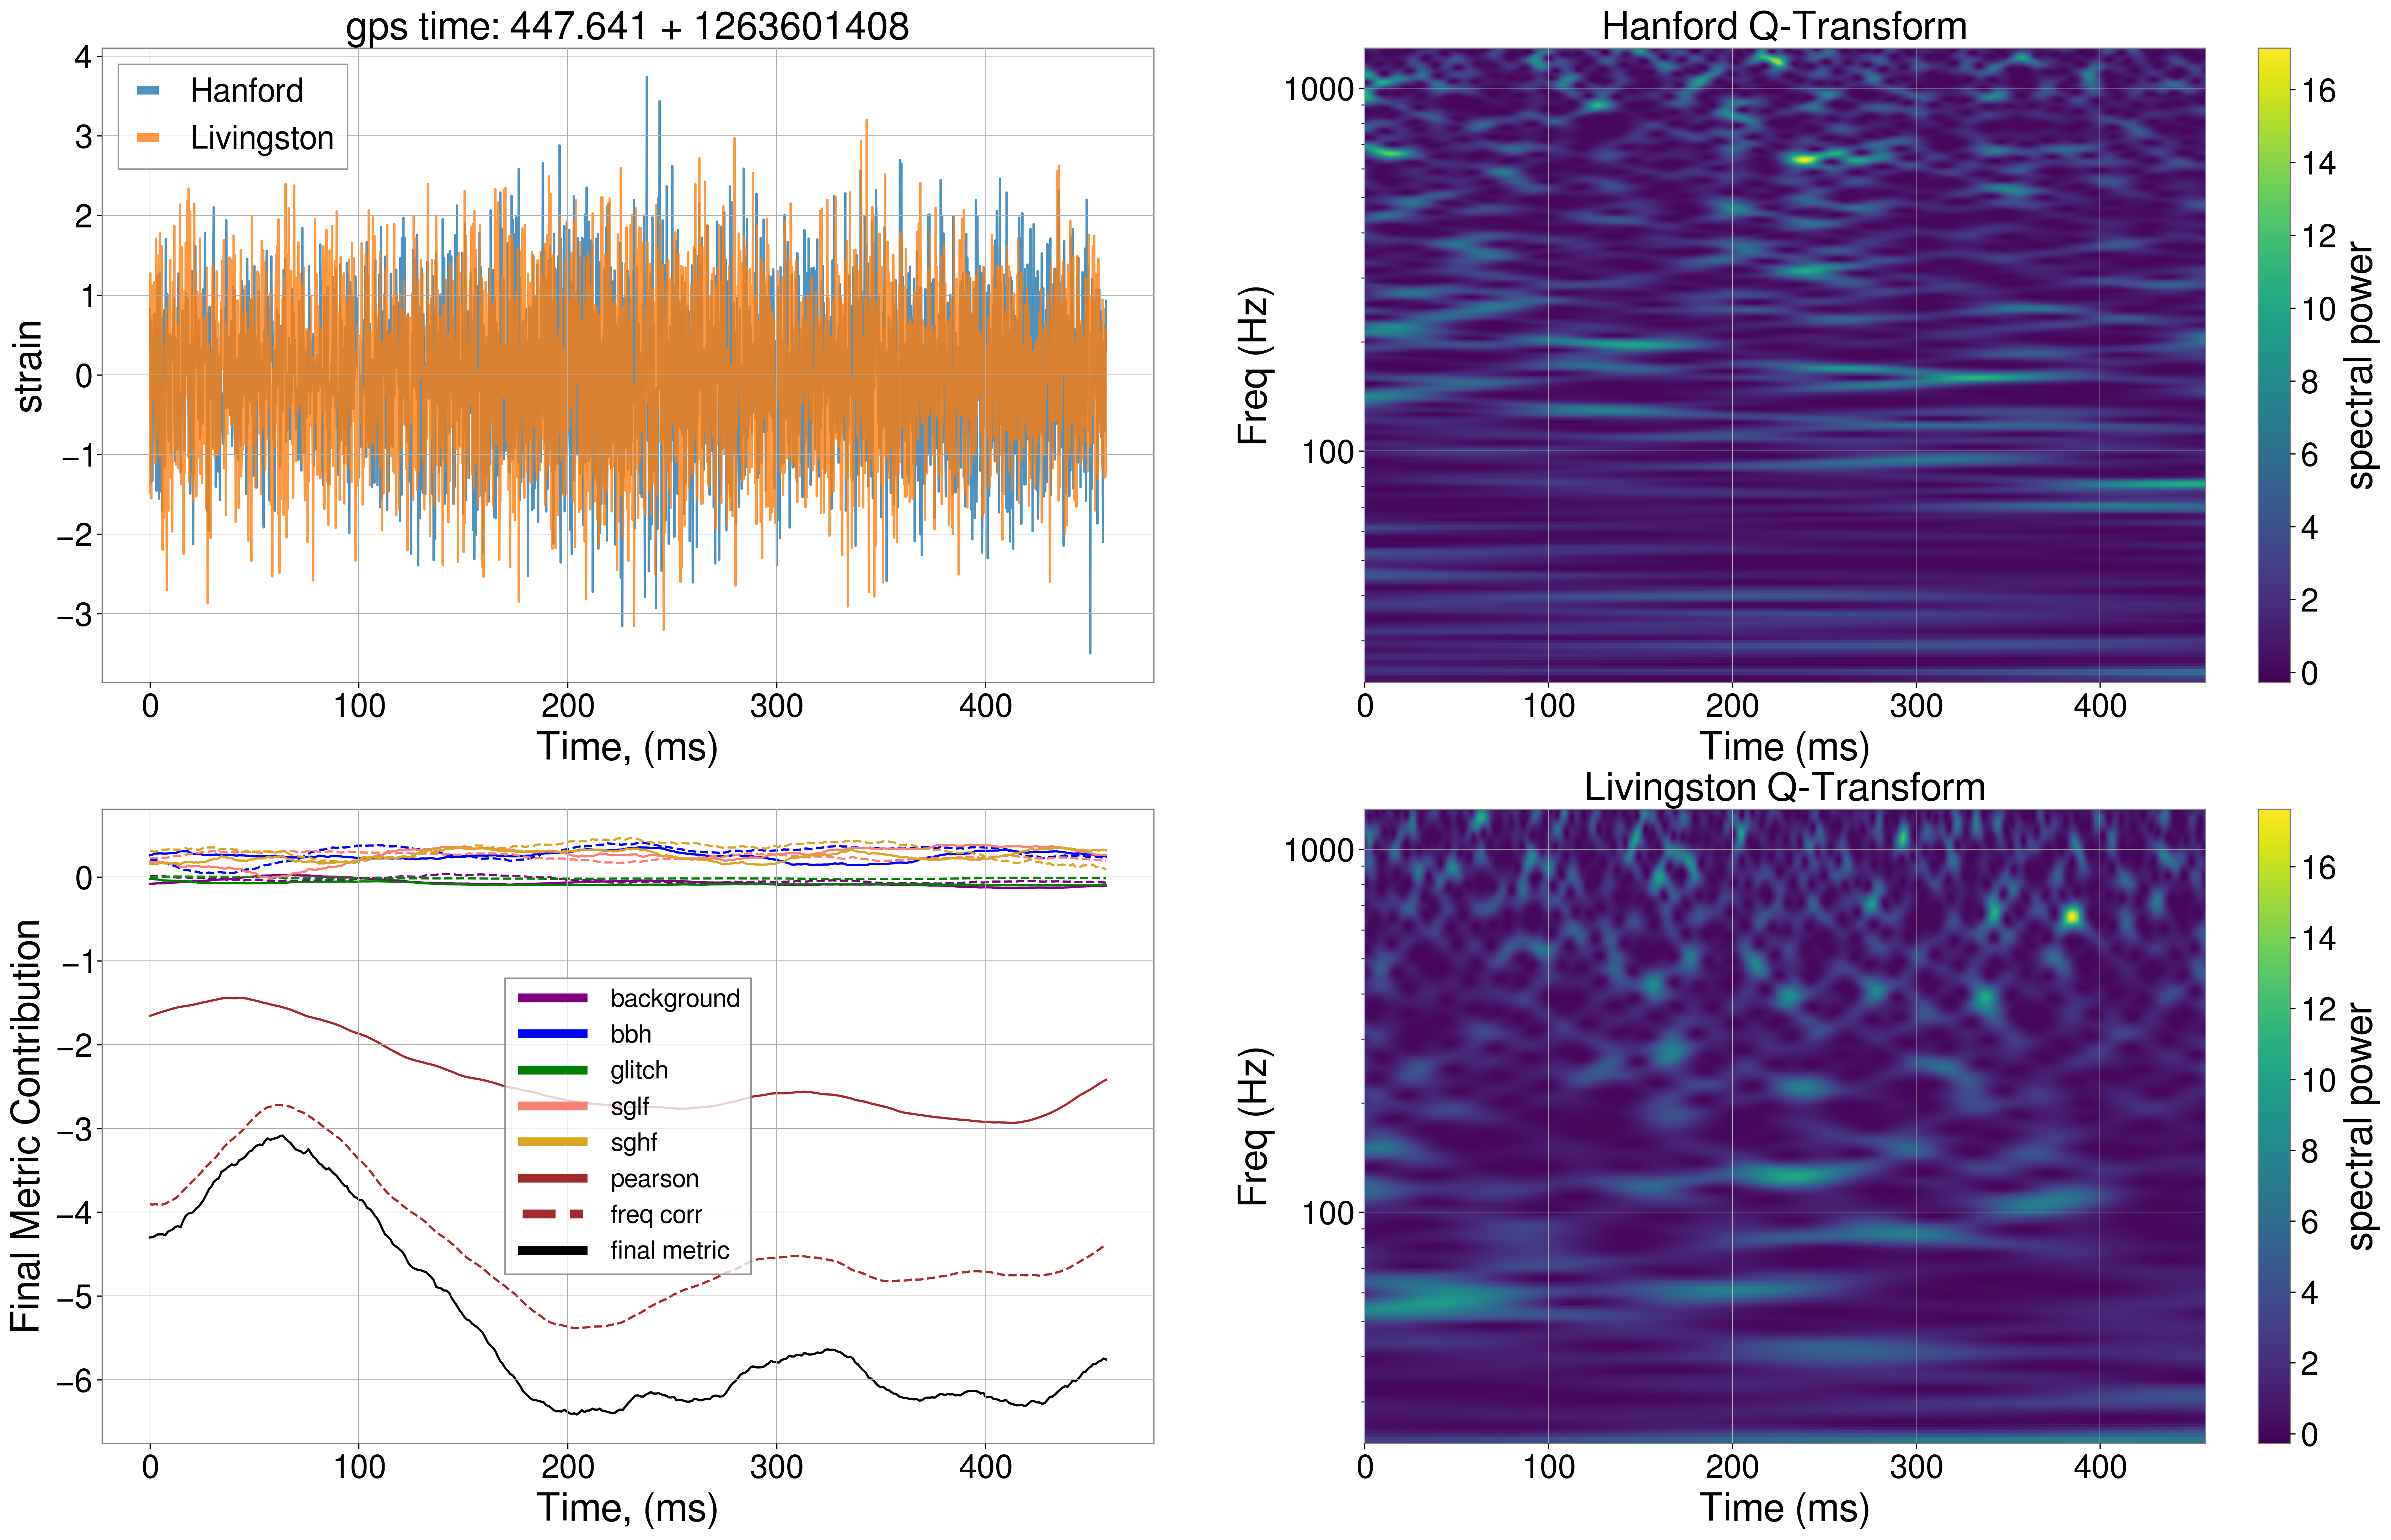 gps time: 447.641 + 1263601408
4
3
2
1
0
−1
−2
−3
strain
Hanford
Livingston
0
100
200
300
400
Time, (ms)
Hanford Q-Transform
1000
100
Freq (Hz)
0
100
200
300
400
Time (ms)
16
14
12
10
8
6
4
2
0
spectral power
0
−1
−2
−3
−4
−5
−6
Final Metric Contribution
background
bbh
glitch
sglf
sghf
pearson
freq corr
final metric
0
100
200
300
400
Time, (ms)
Livingston Q-Transform
1000
100
Freq (Hz)
0
100
200
300
400
Time (ms)
16
14
12
10
8
6
4
2
0
spectral power